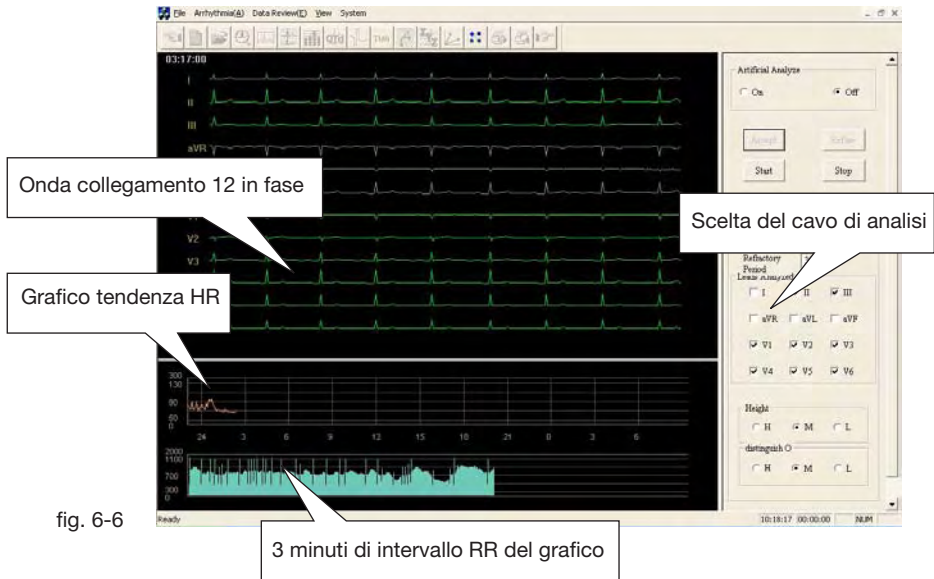 File Arrhythmia(A) Data Review(E) View System
03:17:00
I
II
III
aVR
V2
V3
Onda collegamento 12 in fase
Grafico tendenza HR
Scelta del cavo di analisi
3 minuti di intervallo RR del grafico
fig. 6-6
300
130
80
50
0
24 3 6 9 12 15 18 21 0 3 6
2000
1100
700
300
0
Artificial Analyze
On Off
Accept Refuse
Start Stop
Refractory
Period
I II III
aVR aVL aVF
V1 V2 V3
V4 V5 V6
Height
H M L
distinguish O
H M L
Ready
10:18:17 00:00:00 NUM